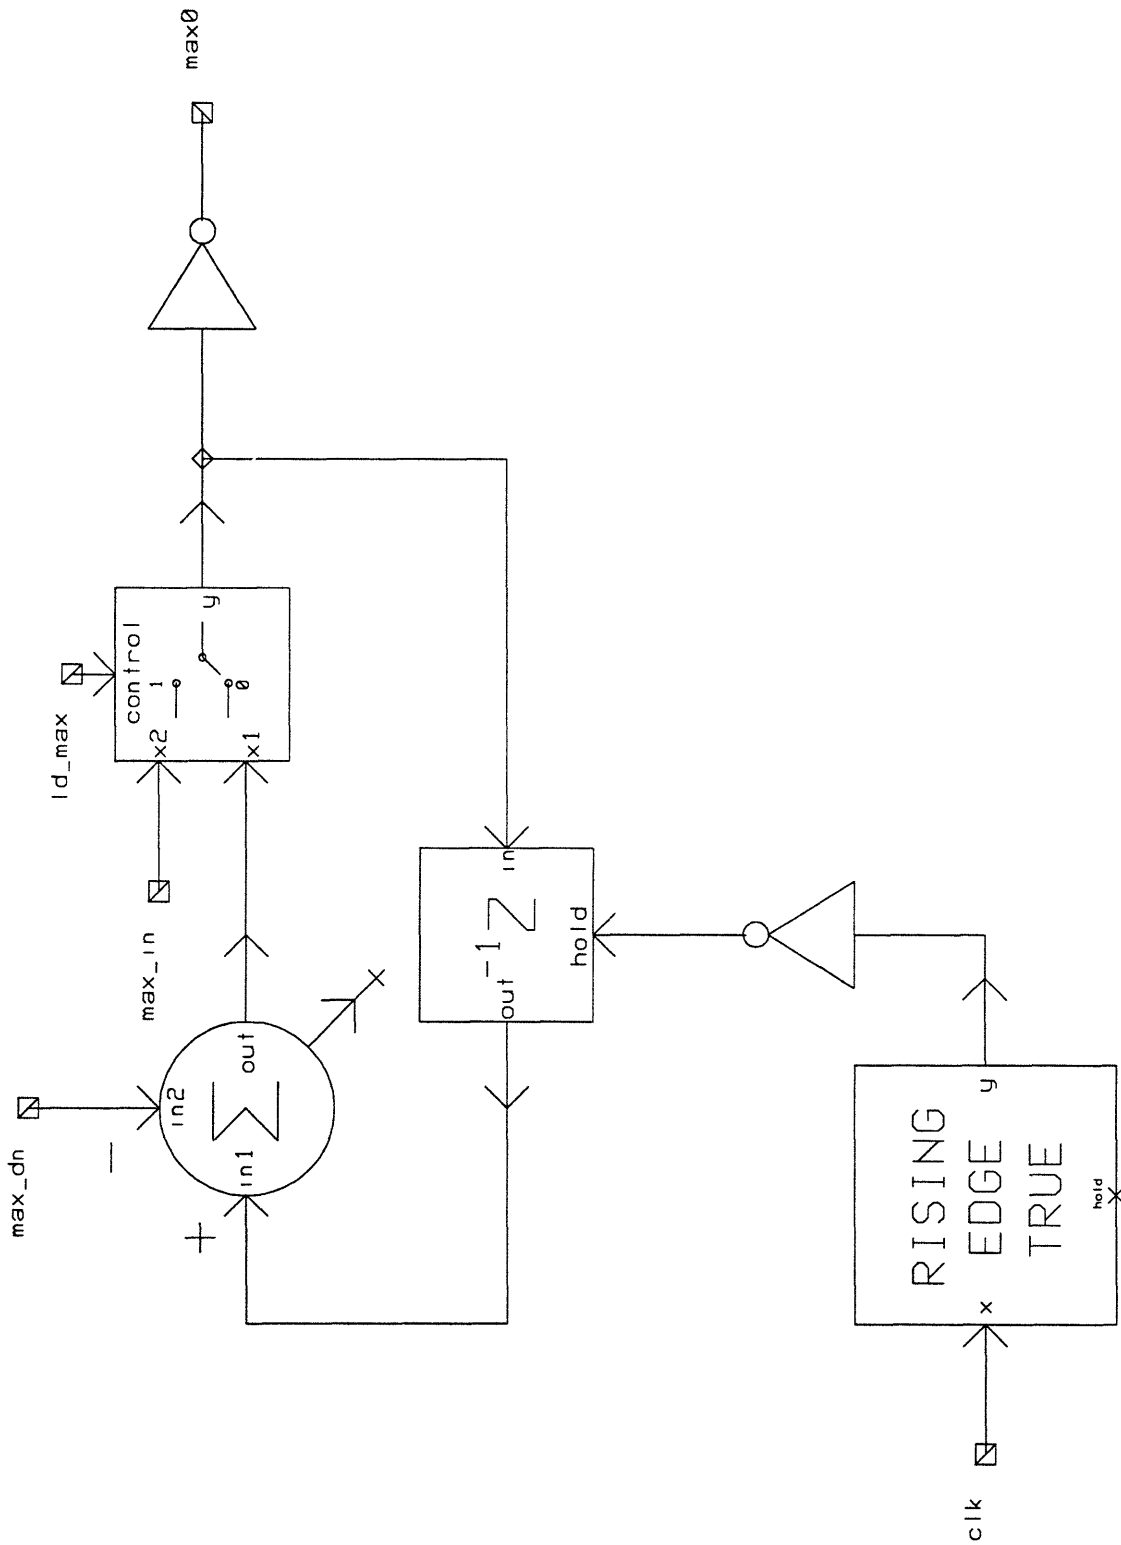 max_dn
ld_max
max_in
-
+
in1
in2
out
x2
x1
control
1
0
y
max0
out
-1
Z
in
hold
clk
x
RISING
EDGE
TRUE
y
hold